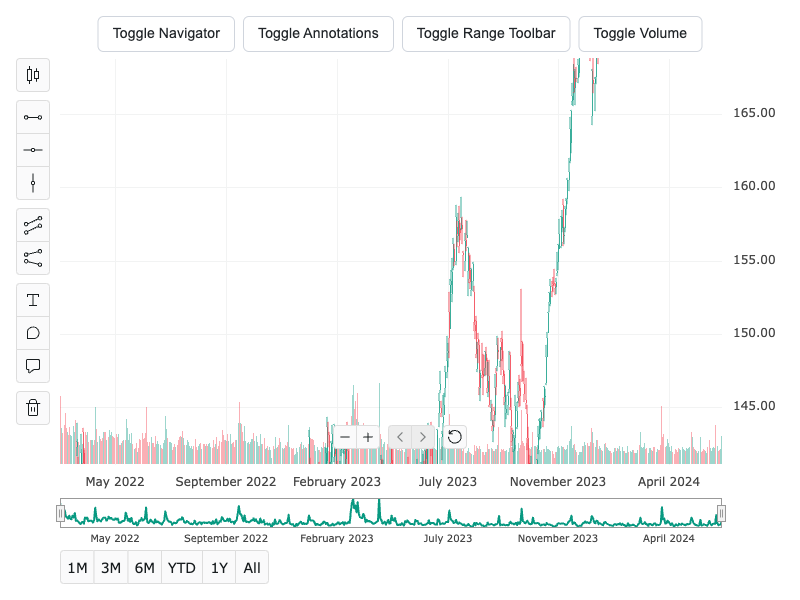 Toggle Navigator Toggle Annotations Toggle Range Toolbar Toggle Volume
165.00
160.00
155.00
150.00
145.00
May 2022 September 2022 February 2023 July 2023 November 2023 April 2024
May 2022 September 2022 February 2023 July 2023 November 2023 April 2024
1M 3M 6M YTD 1Y All